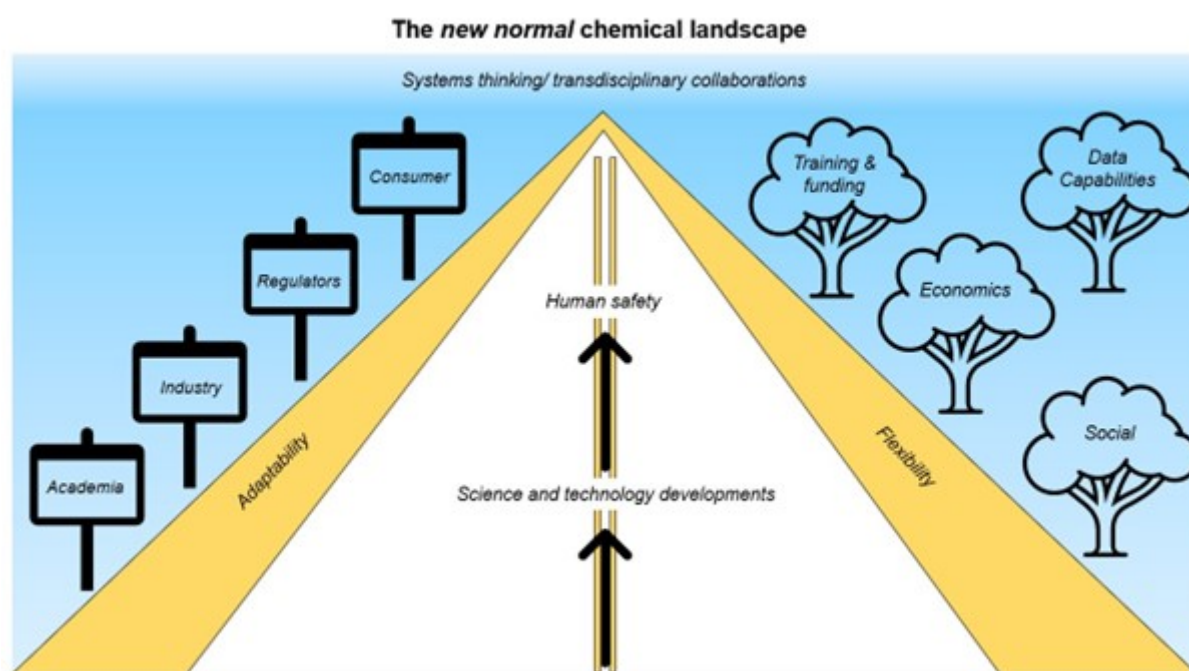 The new normal chemical landscape
Systems thinking/ transdisciplinary collaborations
Consumer
Regulators
Industry
Academia
Adaptability
Human safety
Science and technology developments
Flexibility
Training &
funding
Data
Capabilities
Economics
Social